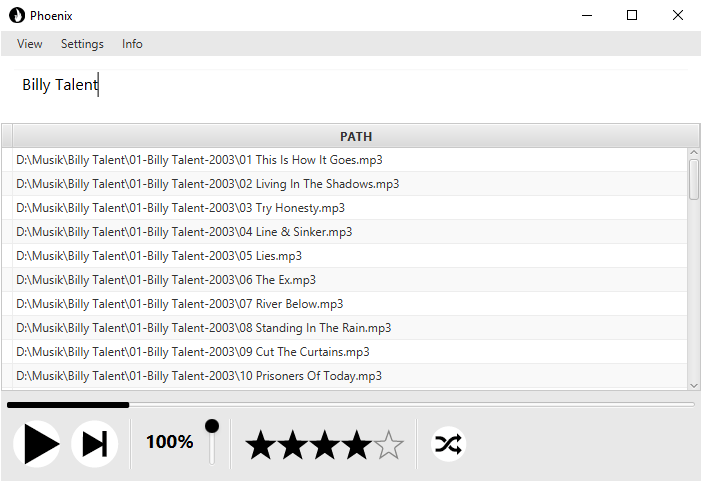 Phoenix
View Settings Info
Billy Talent
PATH
D:\Musik\Billy Talent\01-Billy Talent-2003\01 This Is How It Goes.mp3
D:\Musik\Billy Talent\01-Billy Talent-2003\02 Living In The Shadows.mp3
D:\Musik\Billy Talent\01-Billy Talent-2003\03 Try Honesty.mp3
D:\Musik\Billy Talent\01-Billy Talent-2003\04 Line & Sinker.mp3
D:\Musik\Billy Talent\01-Billy Talent-2003\05 Lies.mp3
D:\Musik\Billy Talent\01-Billy Talent-2003\06 The Ex.mp3
D:\Musik\Billy Talent\01-Billy Talent-2003\07 River Below.mp3
D:\Musik\Billy Talent\01-Billy Talent-2003\08 Standing In The Rain.mp3
D:\Musik\Billy Talent\01-Billy Talent-2003\09 Cut The Curtains.mp3
D:\Musik\Billy Talent\01-Billy Talent-2003\10 Prisoners Of Today.mp3
100%